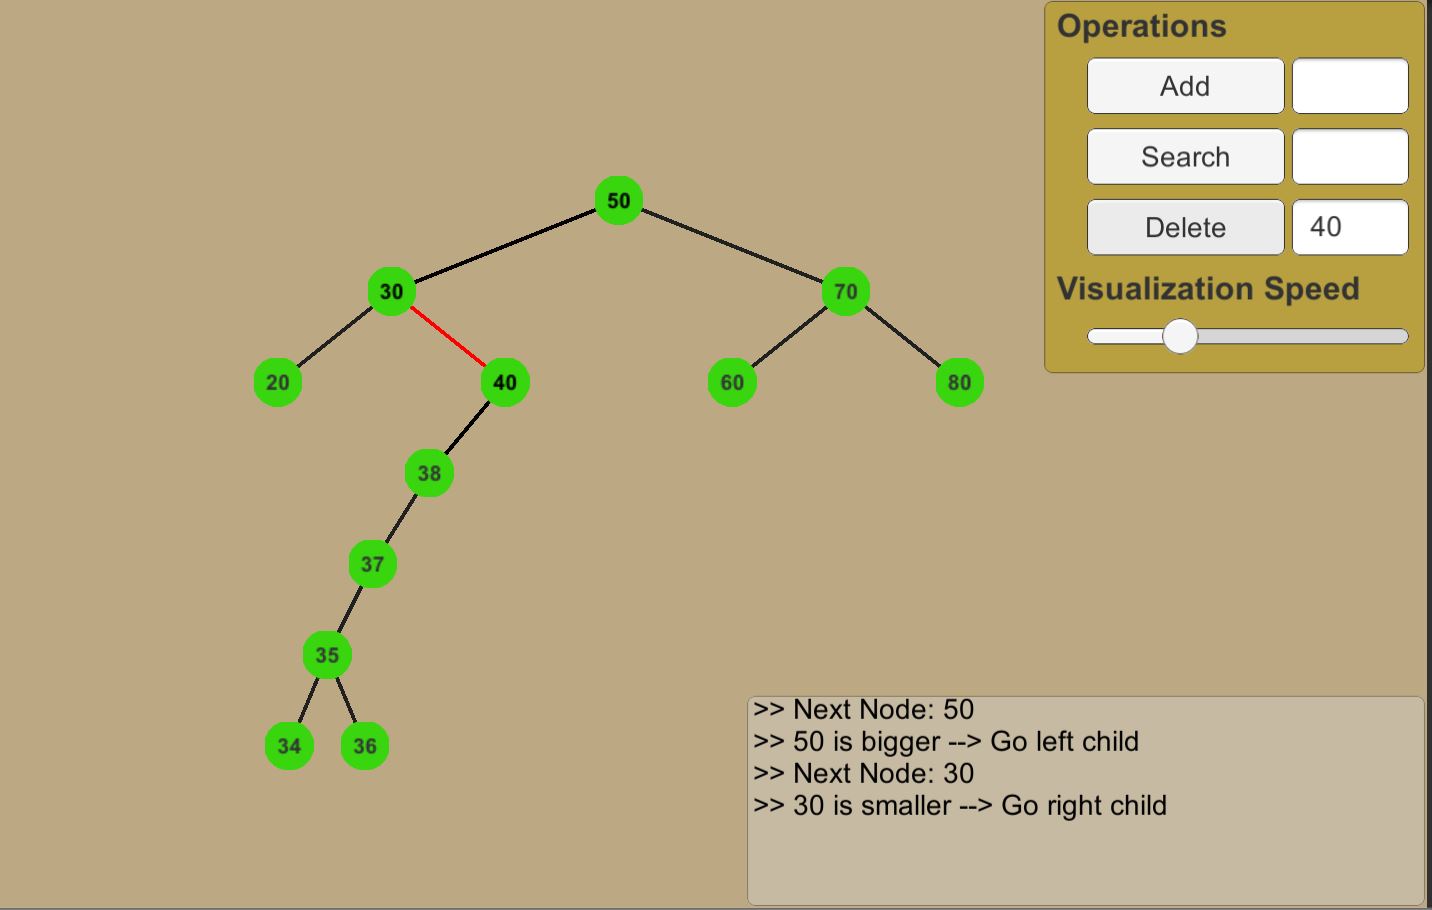 Operations
Add
Search
Delete 40
Visualization Speed
50
30 70
20 40 60 80
38
37
35
34 36
>> Next Node: 50
>> 50 is bigger --> Go left child
>> Next Node: 30
>> 30 is smaller --> Go right child